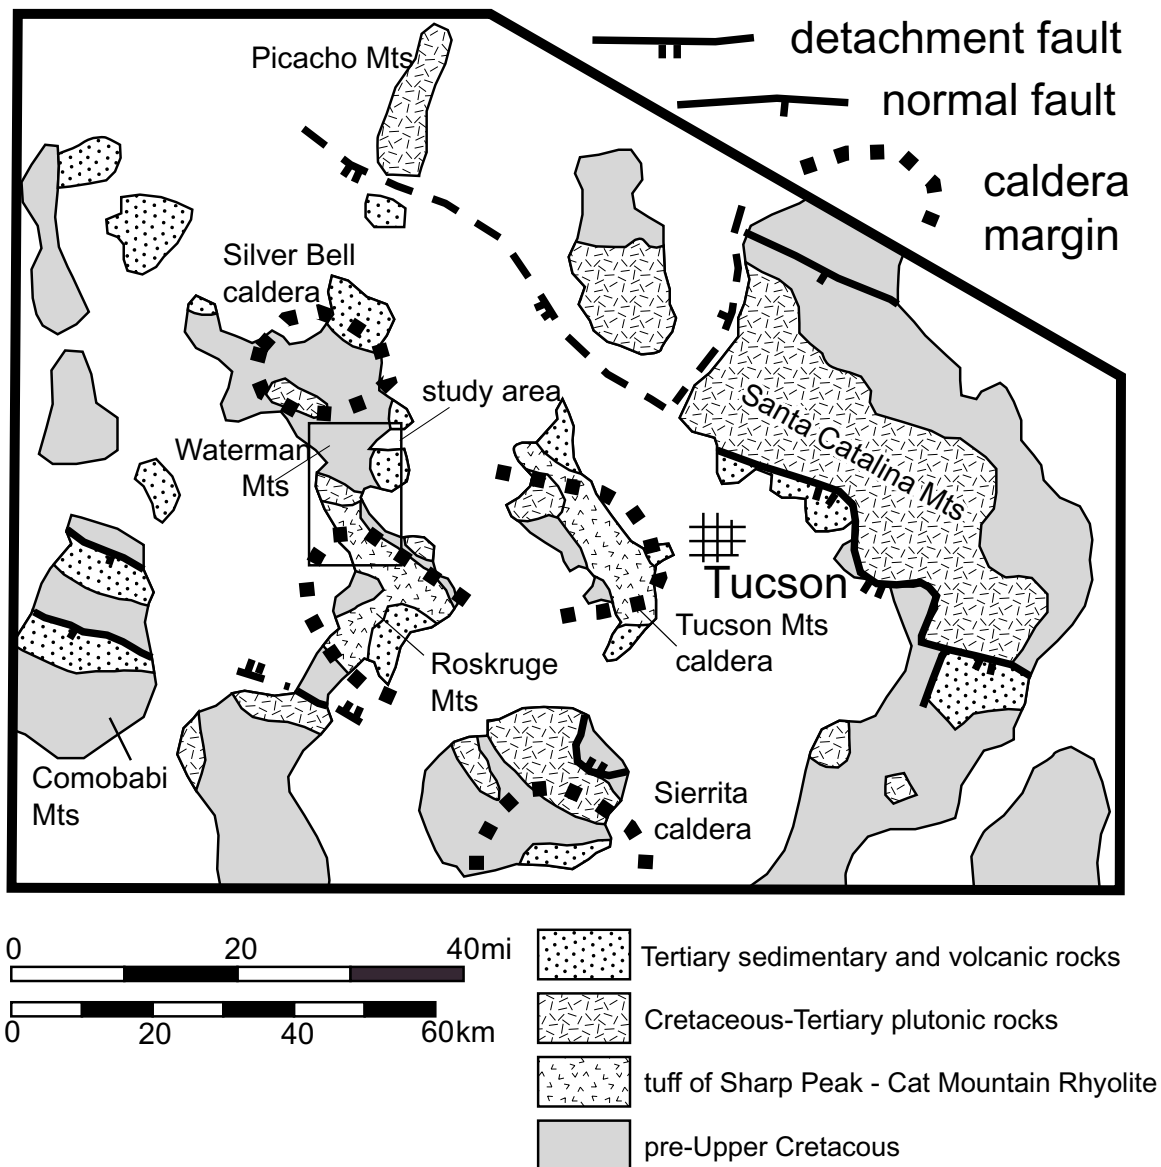 detachment fault
normal fault
caldera
margin
Picacho Mts
Silver Bell
caldera
study area
Waterman
Mts
Santa Catalina Mts
Tucson
Tucson Mts
caldera
Roskruge
Mts
Comobabi
Mts
Sierrita
caldera
0 20 40mi
0 20 40 60km
Tertiary sedimentary and volcanic rocks
Cretaceous-Tertiary plutonic rocks
tuff of Sharp Peak - Cat Mountain Rhyolite
pre-Upper Cretacous